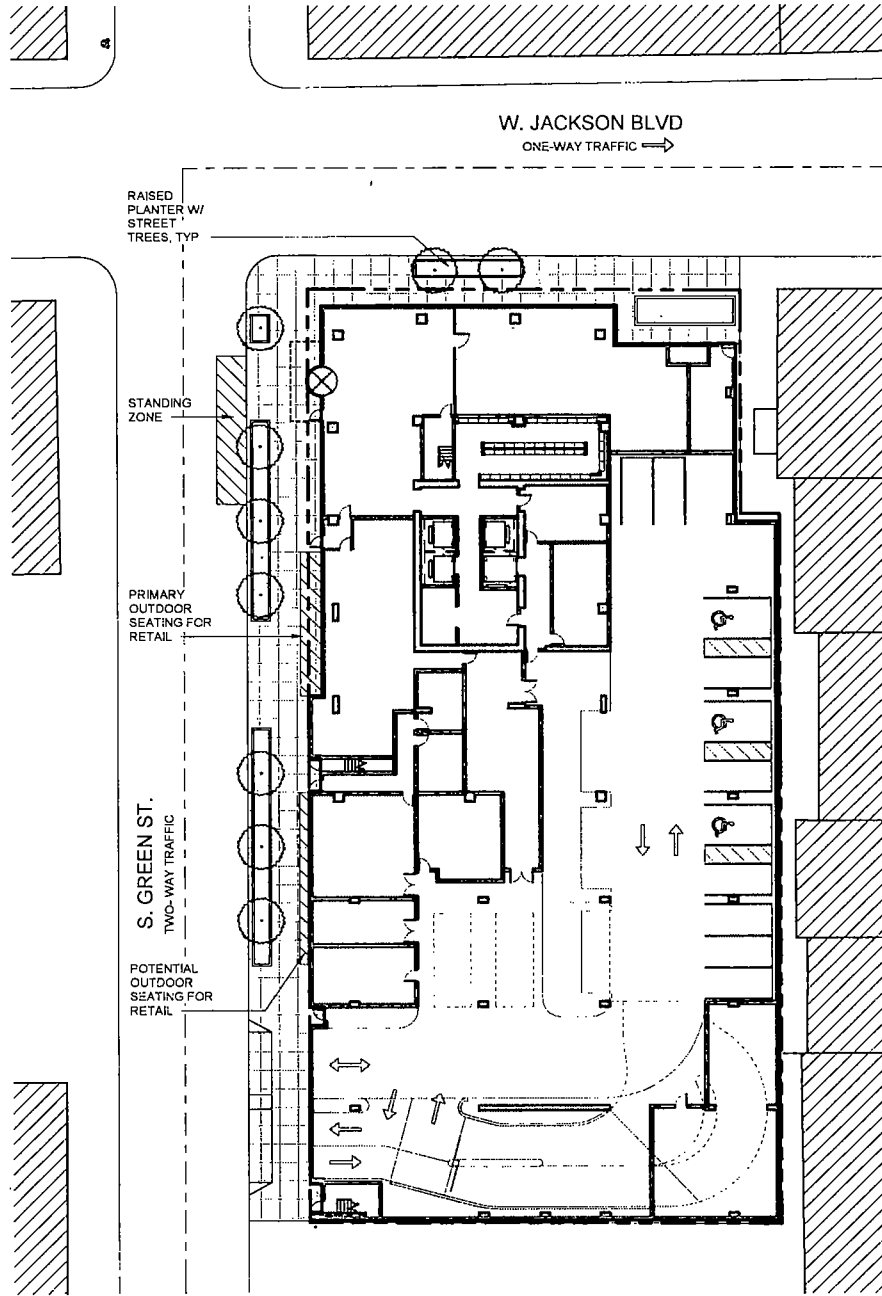 W. JACKSON BLVD
ONE-WAY TRAFFIC
RAISED
PLANTER W/
STREET
TREES, TYP
STANDING
ZONE
PRIMARY
OUTDOOR
SEATING FOR
RETAIL
S. GREEN ST.
TWO-WAY TRAFFIC
POTENTIAL
OUTDOOR
SEATING FOR
RETAIL